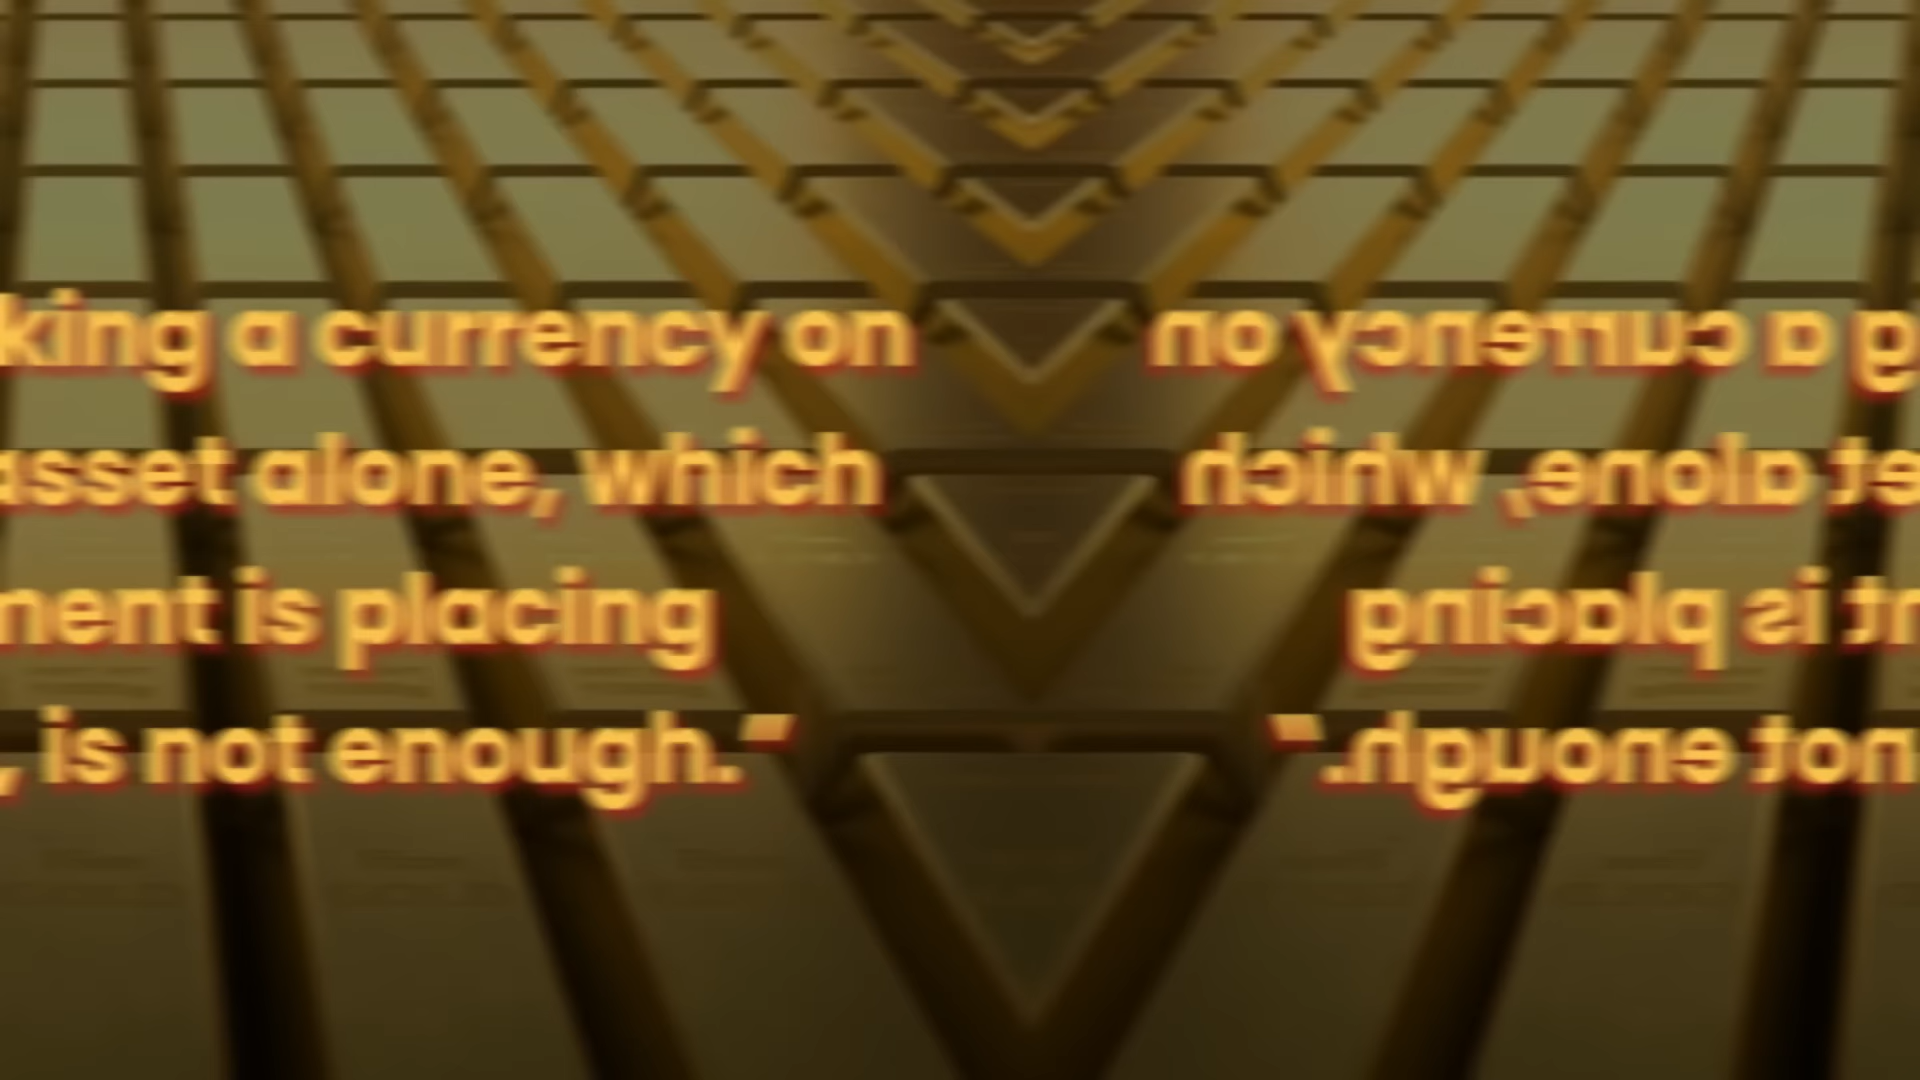 king a currency on
asset alone, which
ment is placing
, is not enough."